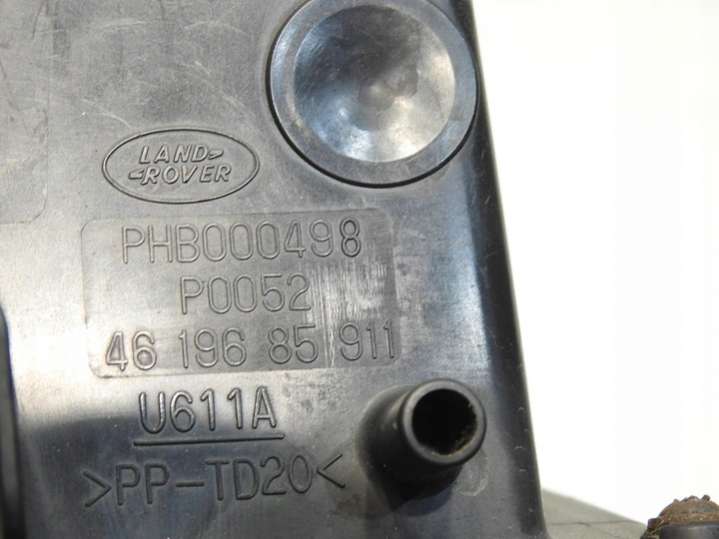 LAND
ROVER
PHB000498
P0052
46 196 85 911
U611A
>PP-TD20<